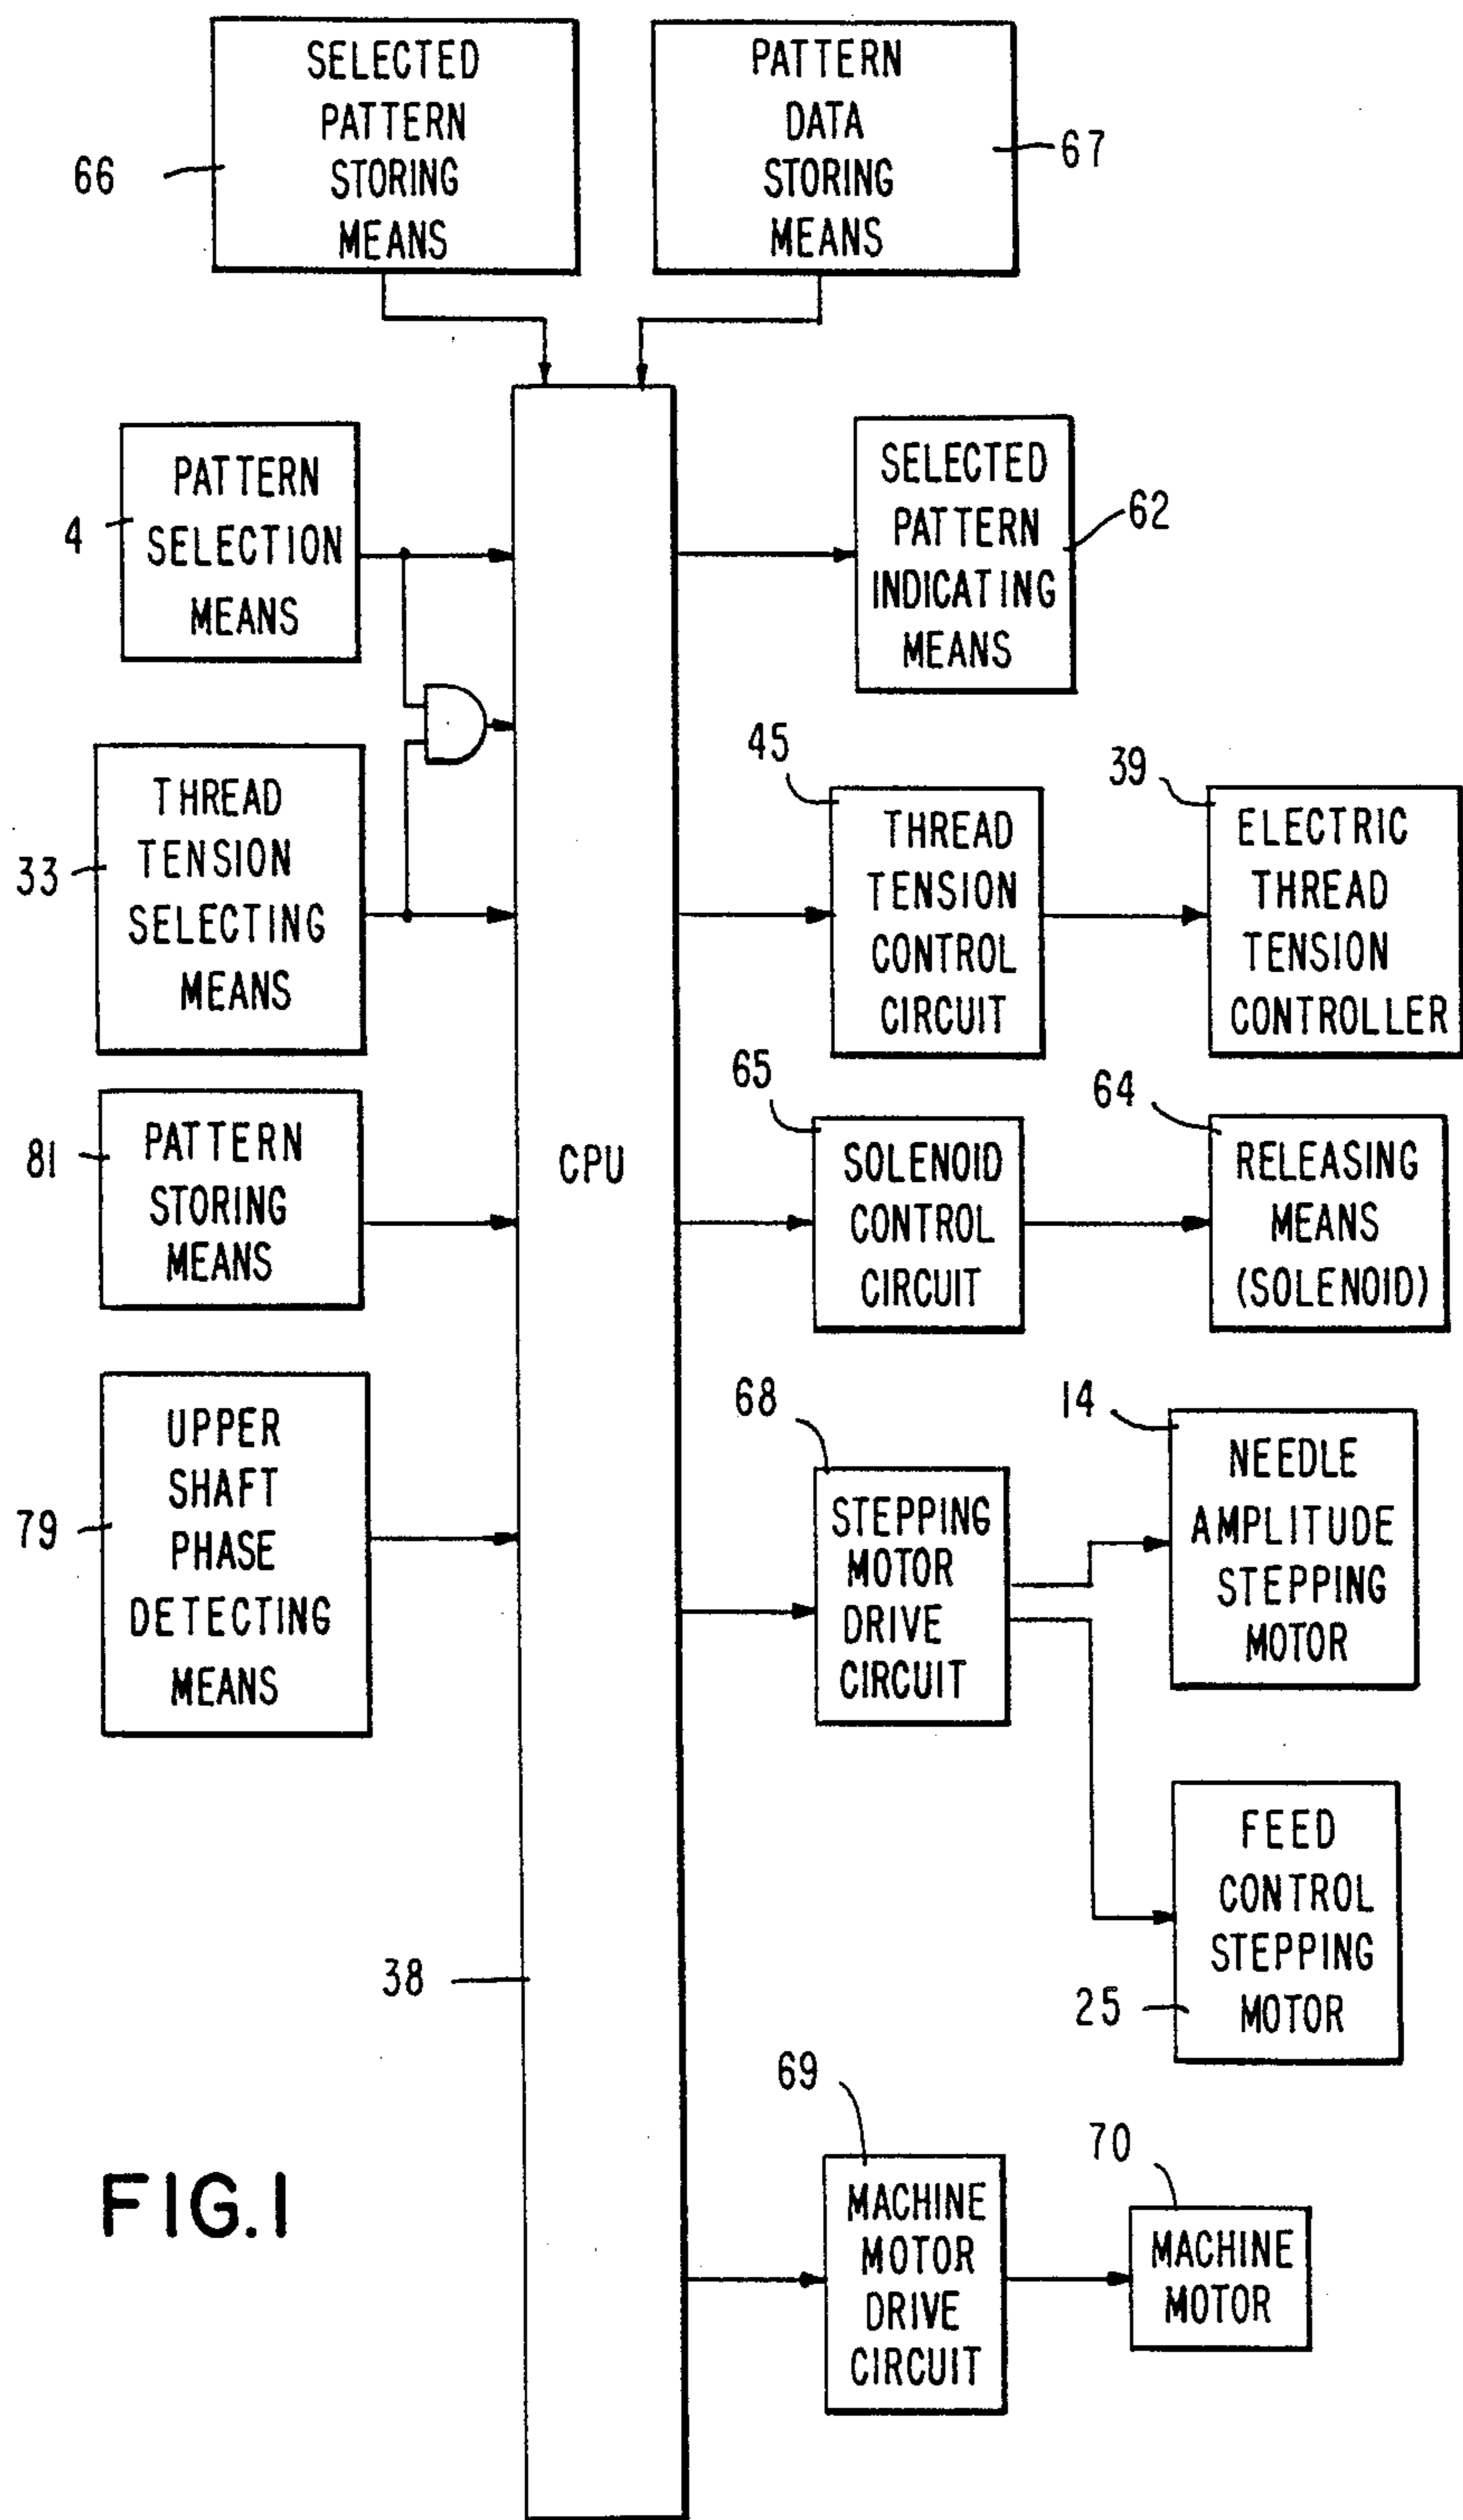 SELECTED
PATTERN
STORING
MEANS
66
PATTERN
DATA
STORING
MEANS
67
PATTERN
SELECTION
MEANS
4
SELECTED
PATTERN
INDICATING
MEANS
62
THREAD
TENSION
SELECTING
MEANS
33
45
THREAD
TENSION
CONTROL
CIRCUIT
39
ELECTRIC
THREAD
TENSION
CONTROLLER
81
PATTERN
STORING
MEANS
CPU
65
SOLENOID
CONTROL
CIRCUIT
64
RELEASING
MEANS
(SOLENOID)
79
UPPER
SHAFT
PHASE
DETECTING
MEANS
68
STEPPING
MOTOR
DRIVE
CIRCUIT
14
NEEDLE
AMPLITUDE
STEPPING
MOTOR
FEED
CONTROL
STEPPING
MOTOR
25
38
69
MACHINE
MOTOR
DRIVE
CIRCUIT
70
MACHINE
MOTOR
FIG.1